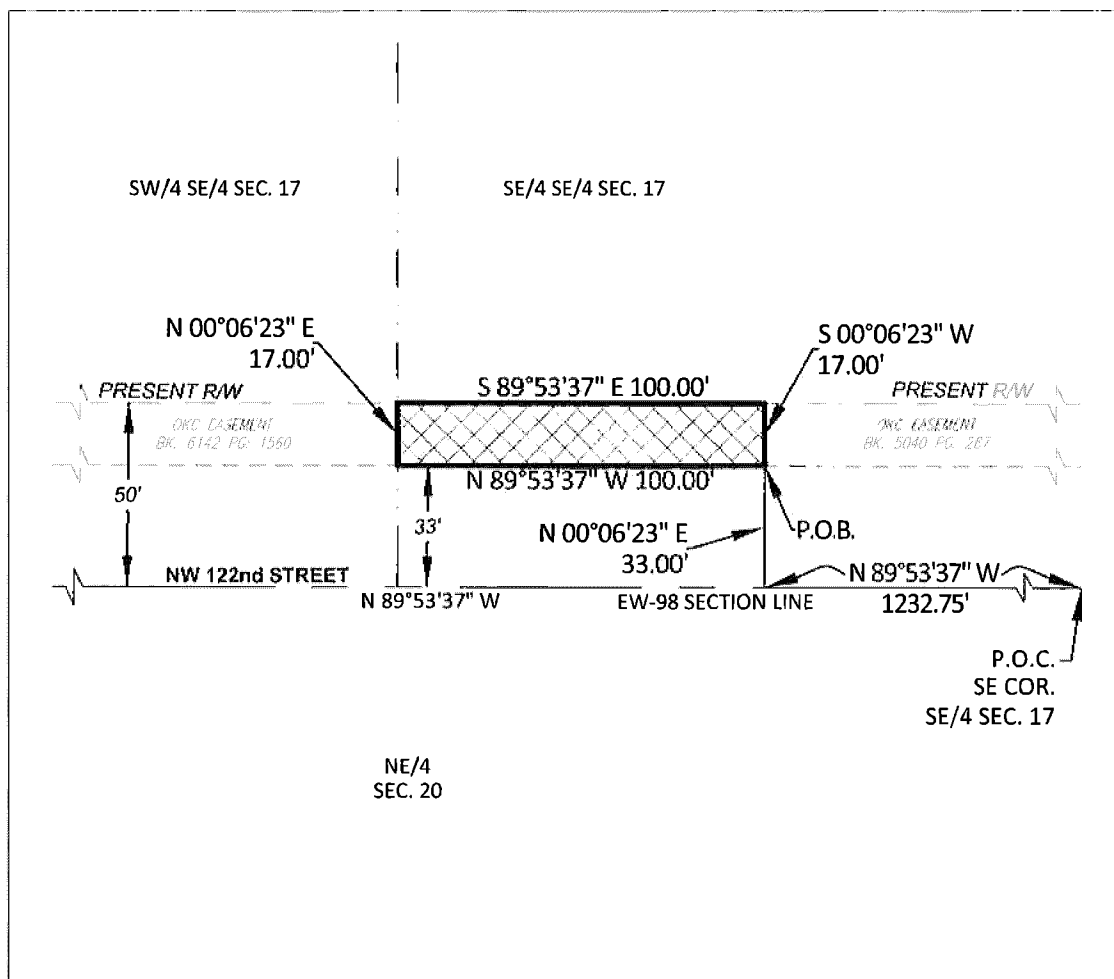 SW/4 SE/4 SEC. 17
SE/4 SE/4 SEC. 17
N 00°06'23" E
17.00'
S 00°06'23" W
17.00'
PRESENT R/W
S 89°53'37" E 100.00'
PRESENT R/W
OKC EASEMENT
BK. 6142 PG. 1560
OKC EASEMENT
BK. 5040 PG. 287
N 89°53'37" W 100.00'
50'
33'
N 00°06'23" E
33.00'
P.O.B.
NW 122nd STREET
N 89°53'37" W
N 89°53'37" W
EW-98 SECTION LINE
1232.75'
P.O.C.
SE COR.
SE/4 SEC. 17
NE/4
SEC. 20